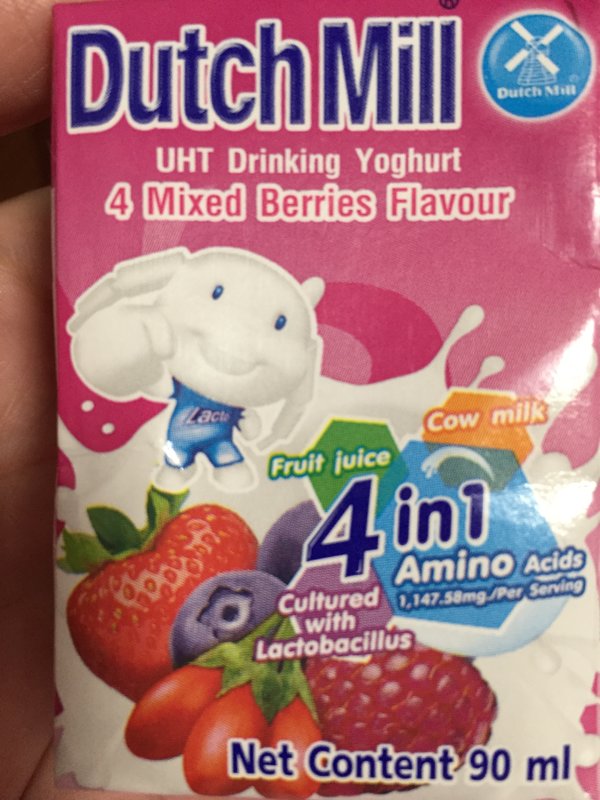 Dutch Mill
®
Dutch Mill
UHT Drinking Yoghurt
4 Mixed Berries Flavour
Lacto
Cow milk
Fruit juice
4 in 1
Amino Acids
1,147.58mg./Per Serving
Cultured
with
Lactobacillus
Net Content 90 ml